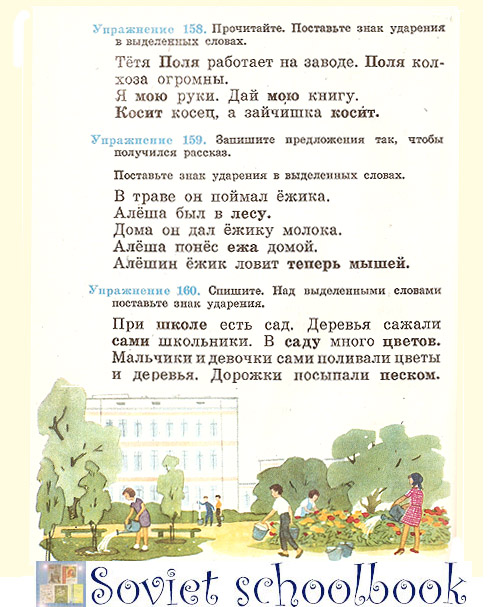 Упражнение 158. Прочитайте. Поставьте знак ударения
в выделенных словах.
Тётя Поля работает на заводе. Поля кол-
хоза огромны.
Я мою руки. Дай мою книгу.
Косит косец, а зайчишка косит.
Упражнение 159. Запишите предложения так, чтобы
получился рассказ.
Поставьте знак ударения в выделенных словах.
В траве он поймал ёжика.
Алёша был в лесу.
Дома он дал ёжику молока.
Алёша понёс ежа домой.
Алёшин ёжик ловит теперь мышей.
Упражнение 160. Спишите. Над выделенными словами
поставьте знак ударения.
При школе есть сад. Деревья сажали
сами школьники. В саду много цветов.
Мальчики и девочки сами поливали цветы
и деревья. Дорожки посыпали песком.
Soviet schoolbook